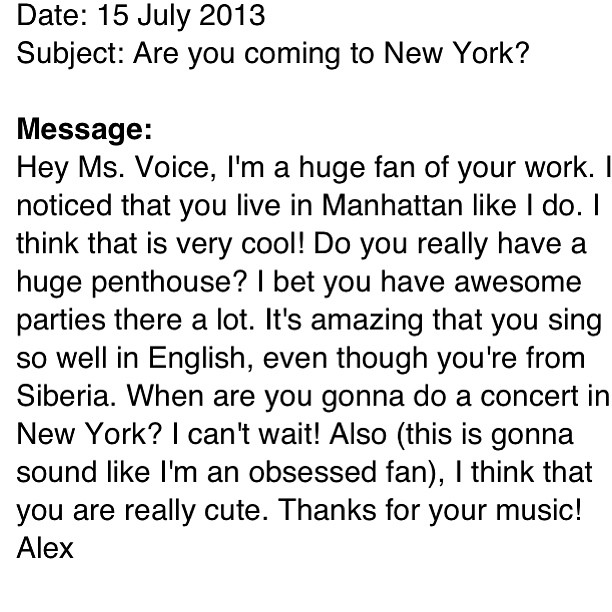 Date: 15 July 2013
Subject: Are you coming to New York?
Message:
Hey Ms. Voice, I'm a huge fan of your work. I
noticed that you live in Manhattan like I do. I
think that is very cool! Do you really have a
huge penthouse? I bet you have awesome
parties there a lot. It's amazing that you sing
so well in English, even though you're from
Siberia. When are you gonna do a concert in
New York? I can't wait! Also (this is gonna
sound like I'm an obsessed fan), I think that
you are really cute. Thanks for your music!
Alex